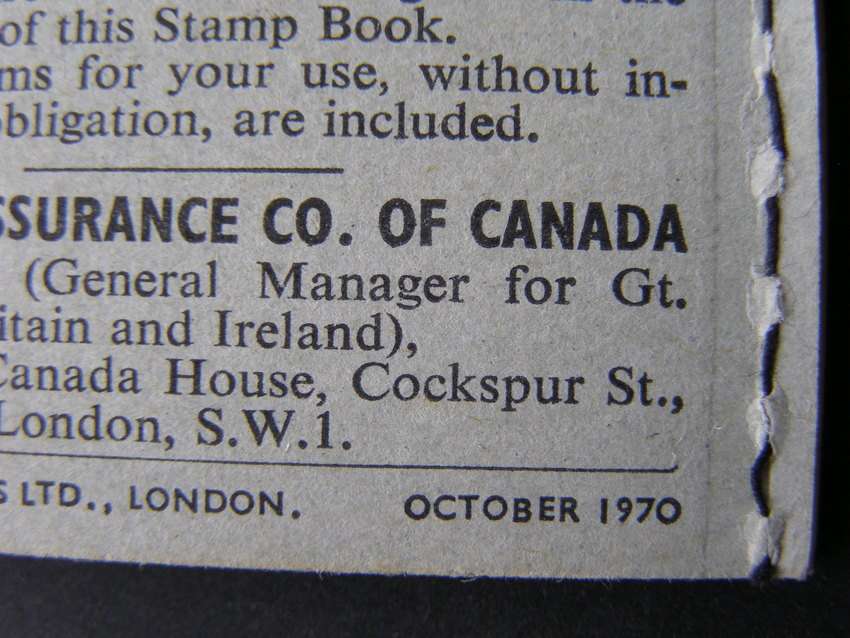 of this Stamp Book.
ms for your use, without in-
obligation, are included.
SSURANCE CO. OF CANADA
(General Manager for Gt.
itain and Ireland),
Canada House, Cockspur St.,
London, S.W.1.
S LTD., LONDON. OCTOBER 1970